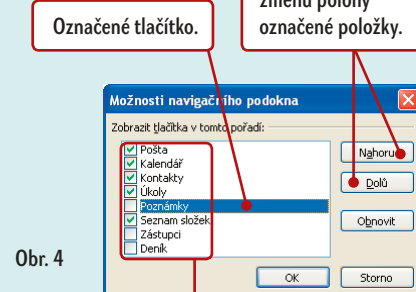 změnu polohy
Označené tlačítko.
označené položky.
Možnosti navigačního podokna
Zobrazit tlačítka v tomto pořadí:
Pošta
Kalendář
Kontakty
Úkoly
Poznámky
Seznam složek
Zástupci
Deník
Nahoru
Dolů
Obnovit
Obr. 4
OK
Storno